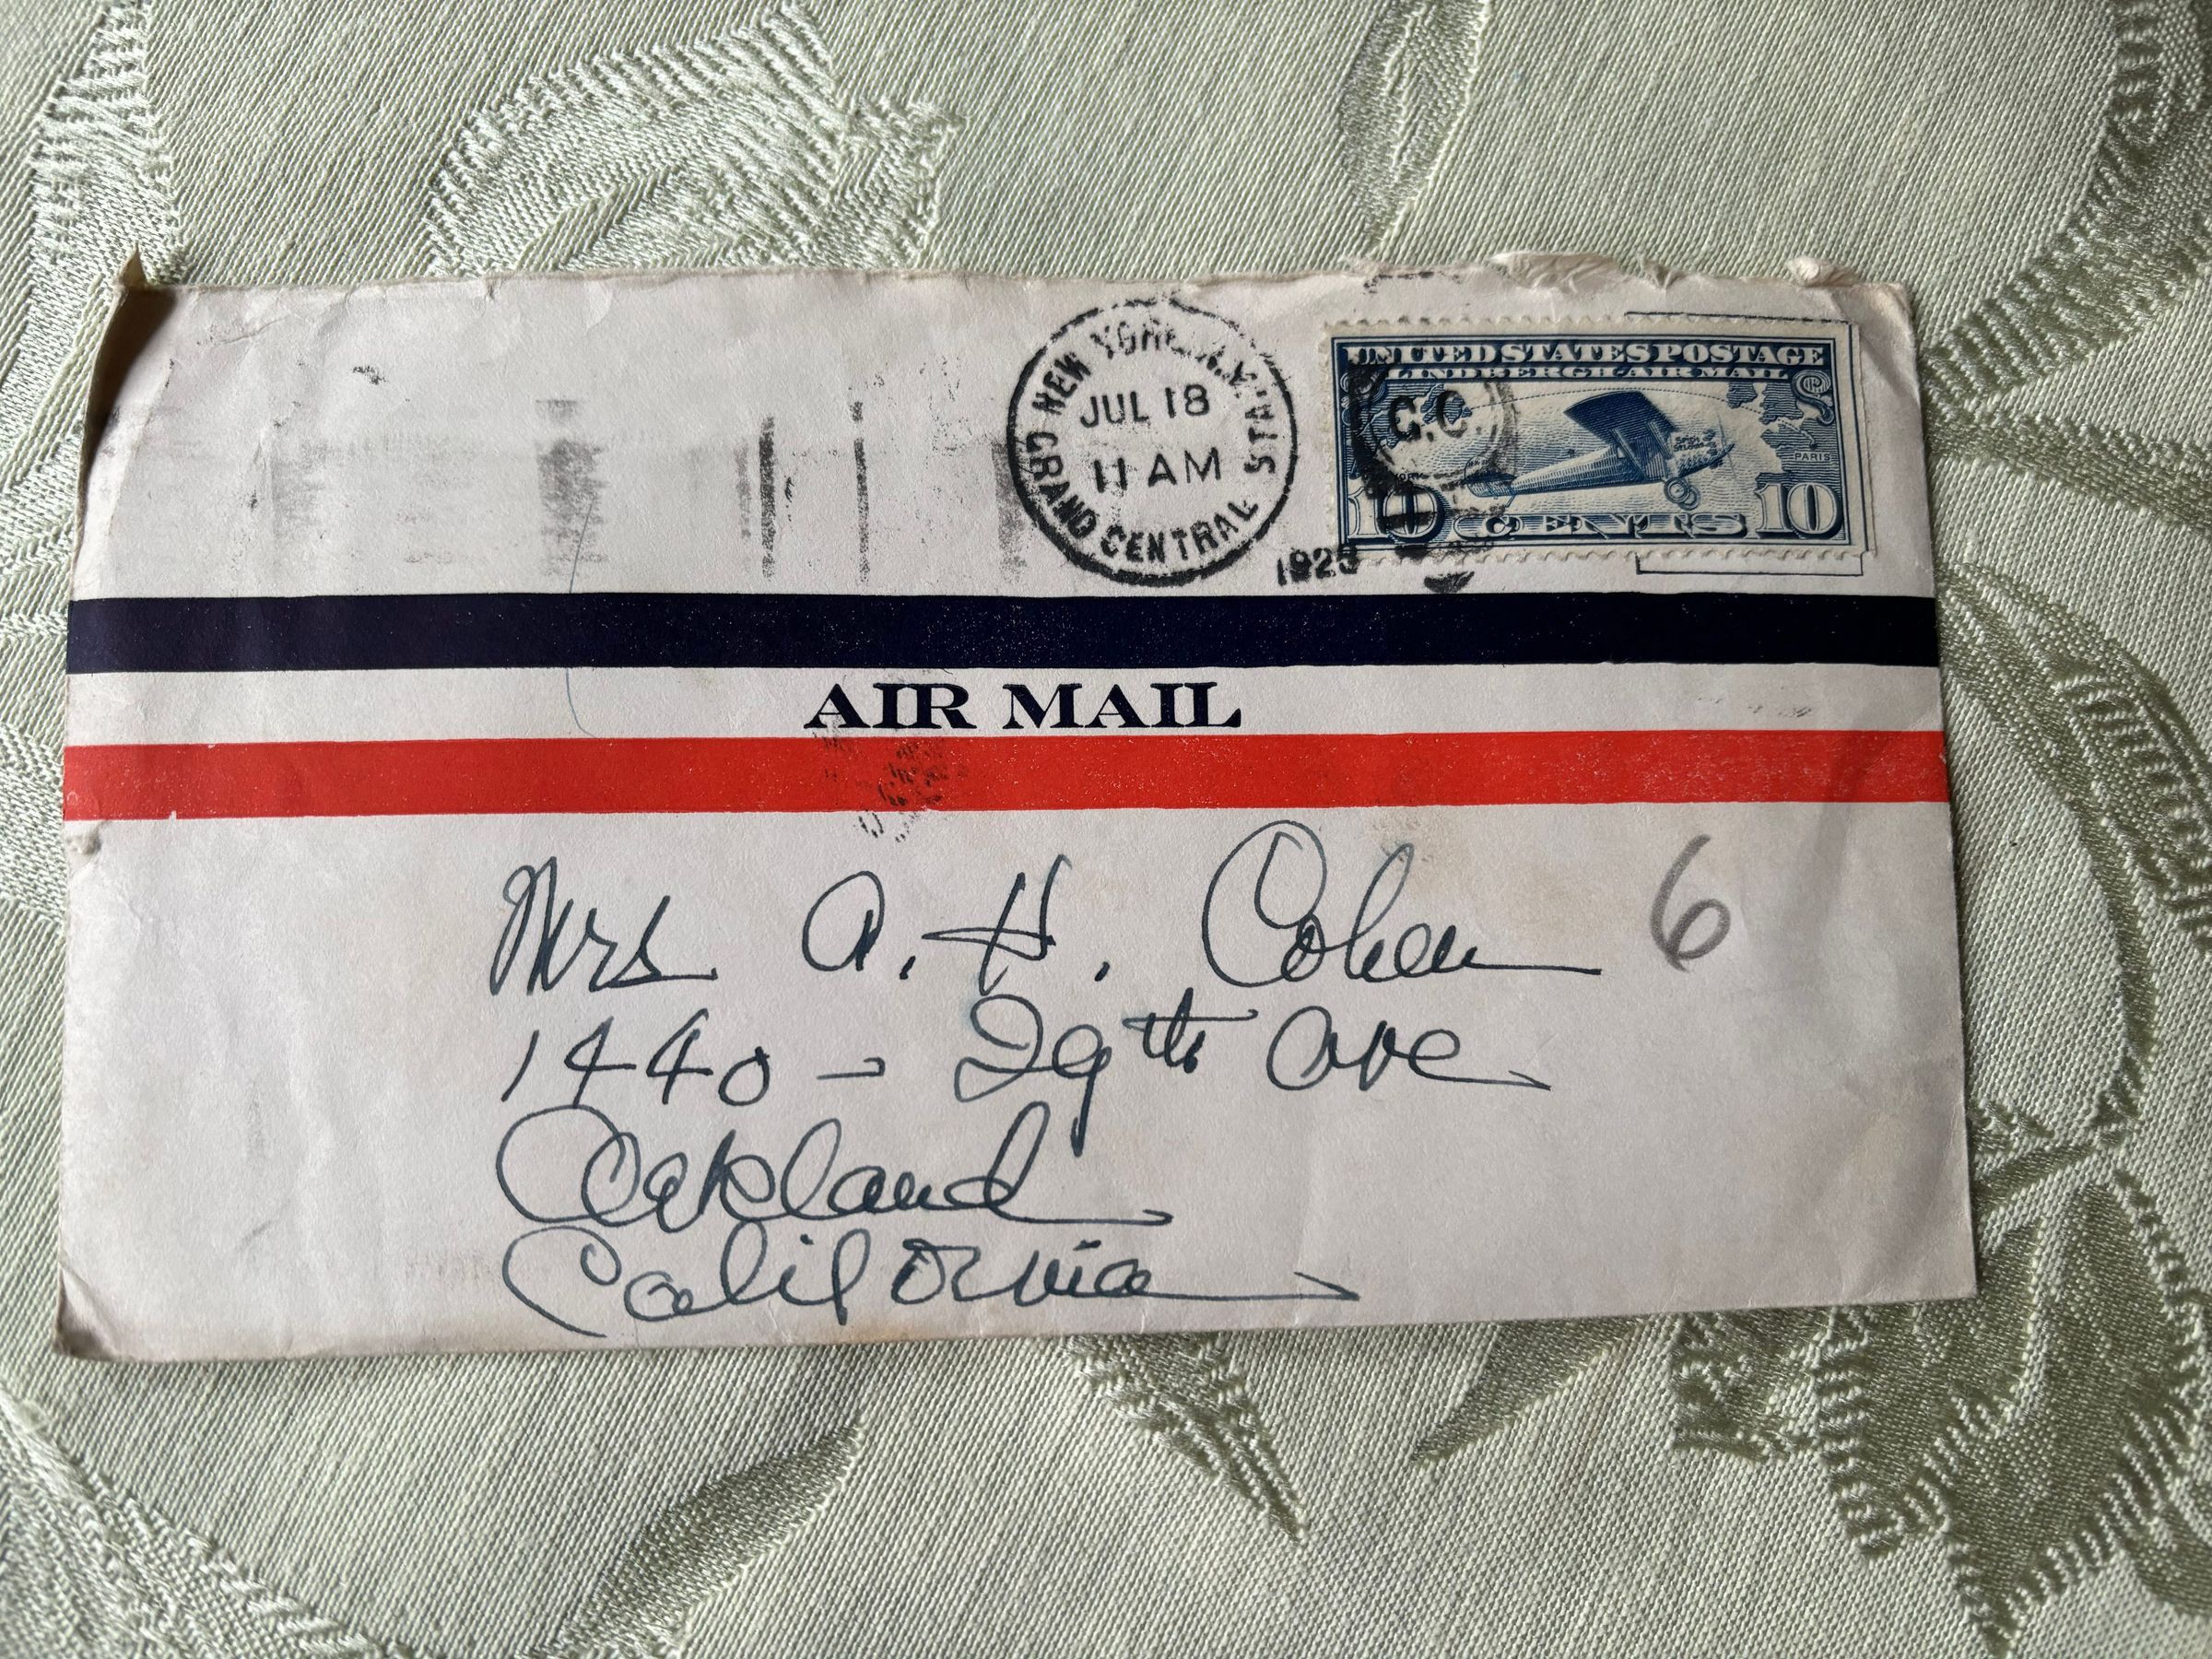 NEW YORK, N.Y.
JUL 18
11 AM
GRAND CENTRAL STA.
C.C.
UNITED STATES POSTAGE
LINDBERGH AIR MAIL
PARIS
10 CENTS 10
AIR MAIL
Mrs A. H. Cohen
6
1440 - 29th Ave
Oakland
California